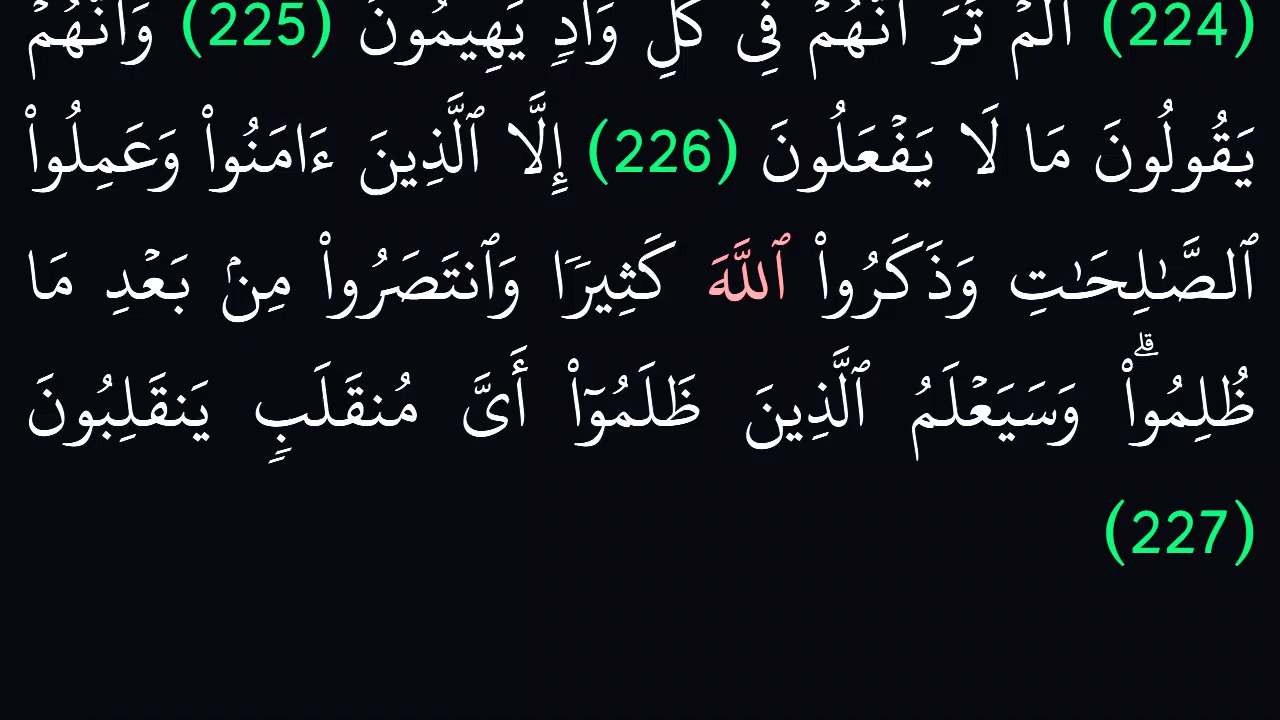 (224) أَلَمۡ تَرَ أَنَّهُمۡ فِى كُلِّ وَادٍۢ يَهِيمُونَ (225) وَأَنَّهُمۡ
يَقُولُونَ مَا لَا يَفۡعَلُونَ (226) إِلَّا ٱلَّذِينَ ءَامَنُوا۟ وَعَمِلُوا۟
ٱلصَّـٰلِحَـٰتِ وَذَكَرُوا۟ ٱللَّهَ كَثِيرًۭا وَٱنتَصَرُوا۟ مِنۢ بَعۡدِ مَا
ظُلِمُوا۟ۗ وَسَيَعۡلَمُ ٱلَّذِينَ ظَلَمُوٓا۟ أَىَّ مُنقَلَبٍۢ يَنقَلِبُونَ
(227)